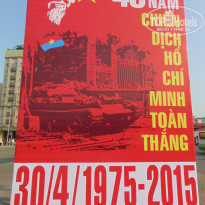 40 NĂM
CHIẾN
DỊCH
HỒ
CHÍ
MINH
TOÀN
THẮNG
30/4/1975-2015